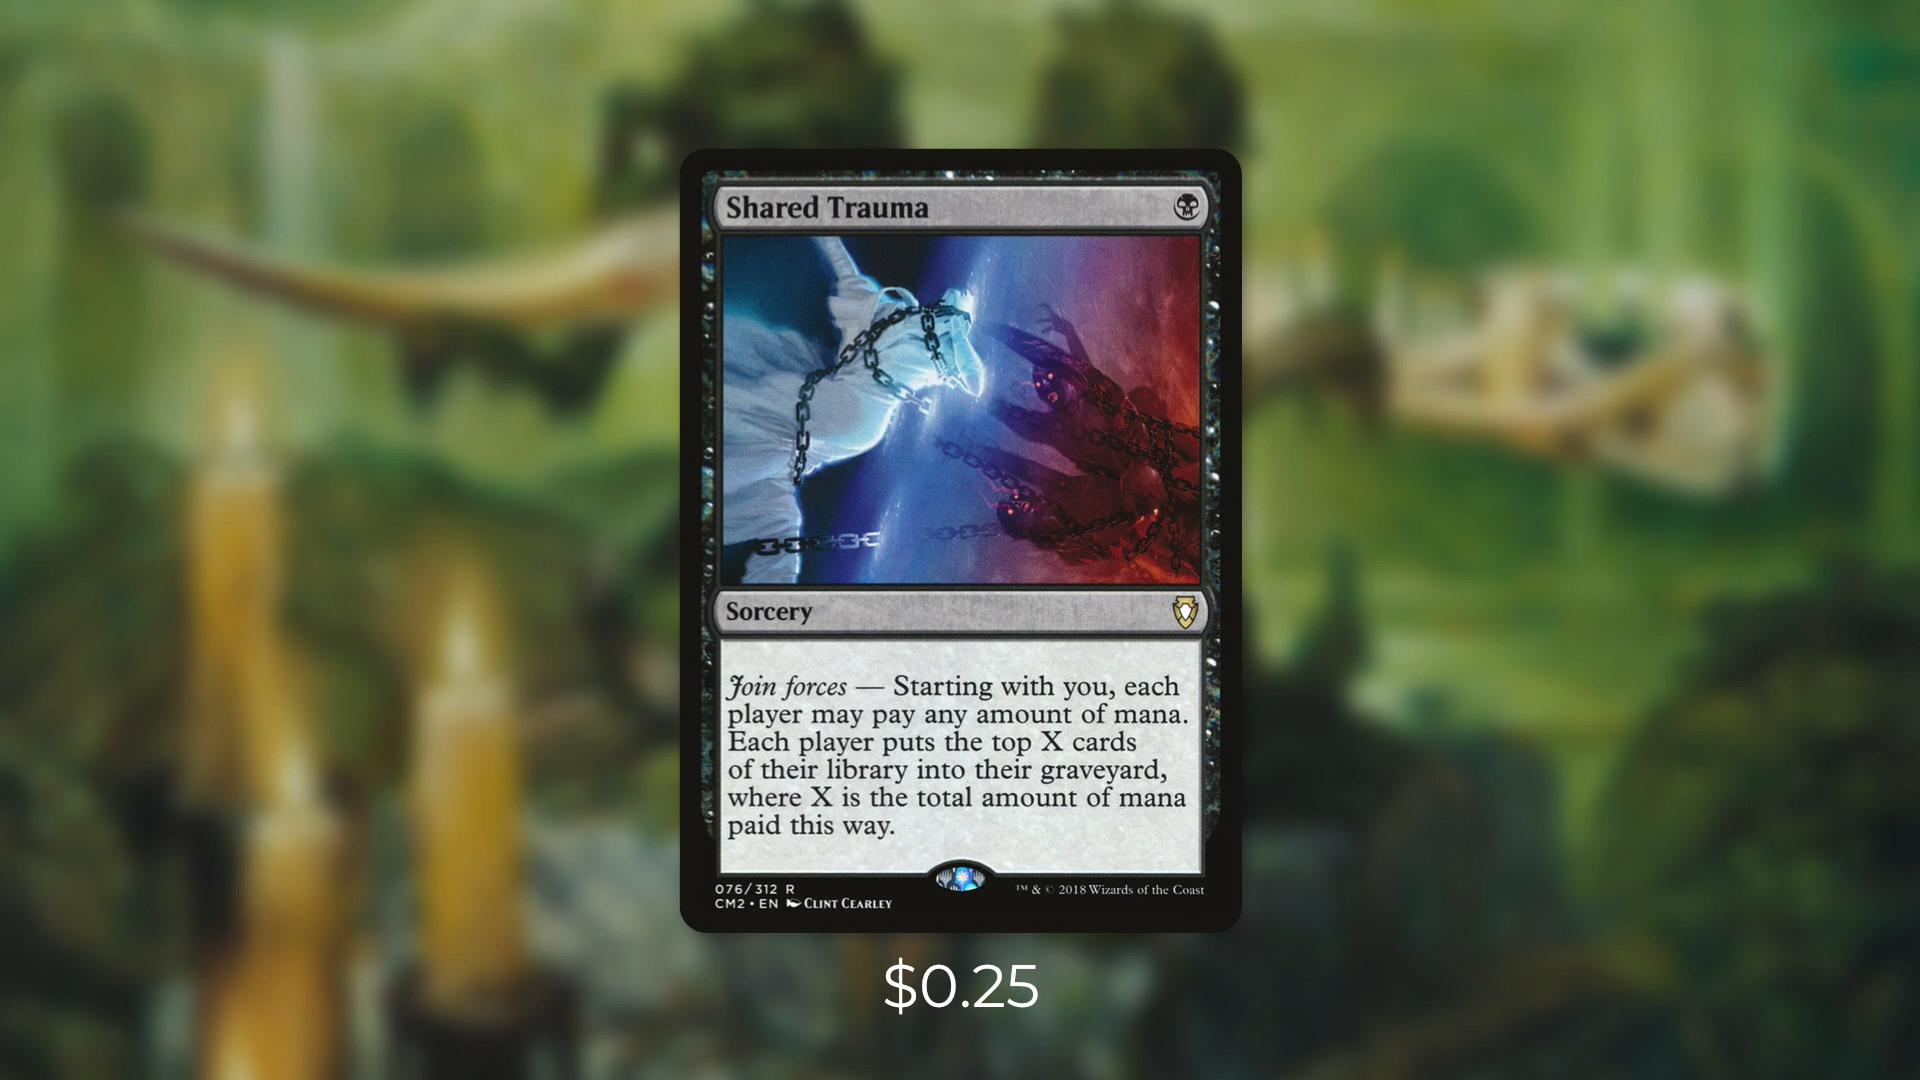 Shared Trauma
Sorcery
Join forces — Starting with you, each
player may pay any amount of mana.
Each player puts the top X cards
of their library into their graveyard,
where X is the total amount of mana
paid this way.
076/312 R
CM2 • EN CLINT CEARLEY
™ & © 2018 Wizards of the Coast
$0.25